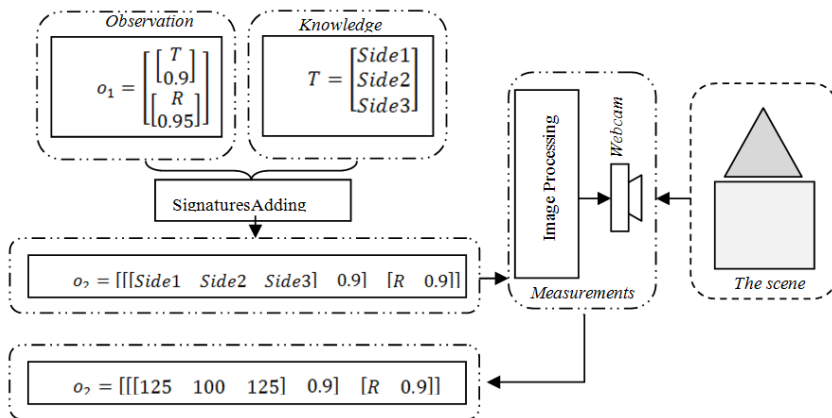 Observation
Knowledge
o₁ = [[T 0.9] [R 0.95]]
T = [Side1 Side2 Side3]
SignaturesAdding
o₂ = [[[Side1 Side2 Side3] 0.9] [R 0.9]]
Image Processing
Webcam
Measurements
The scene
o₂ = [[[125 100 125] 0.9] [R 0.9]]